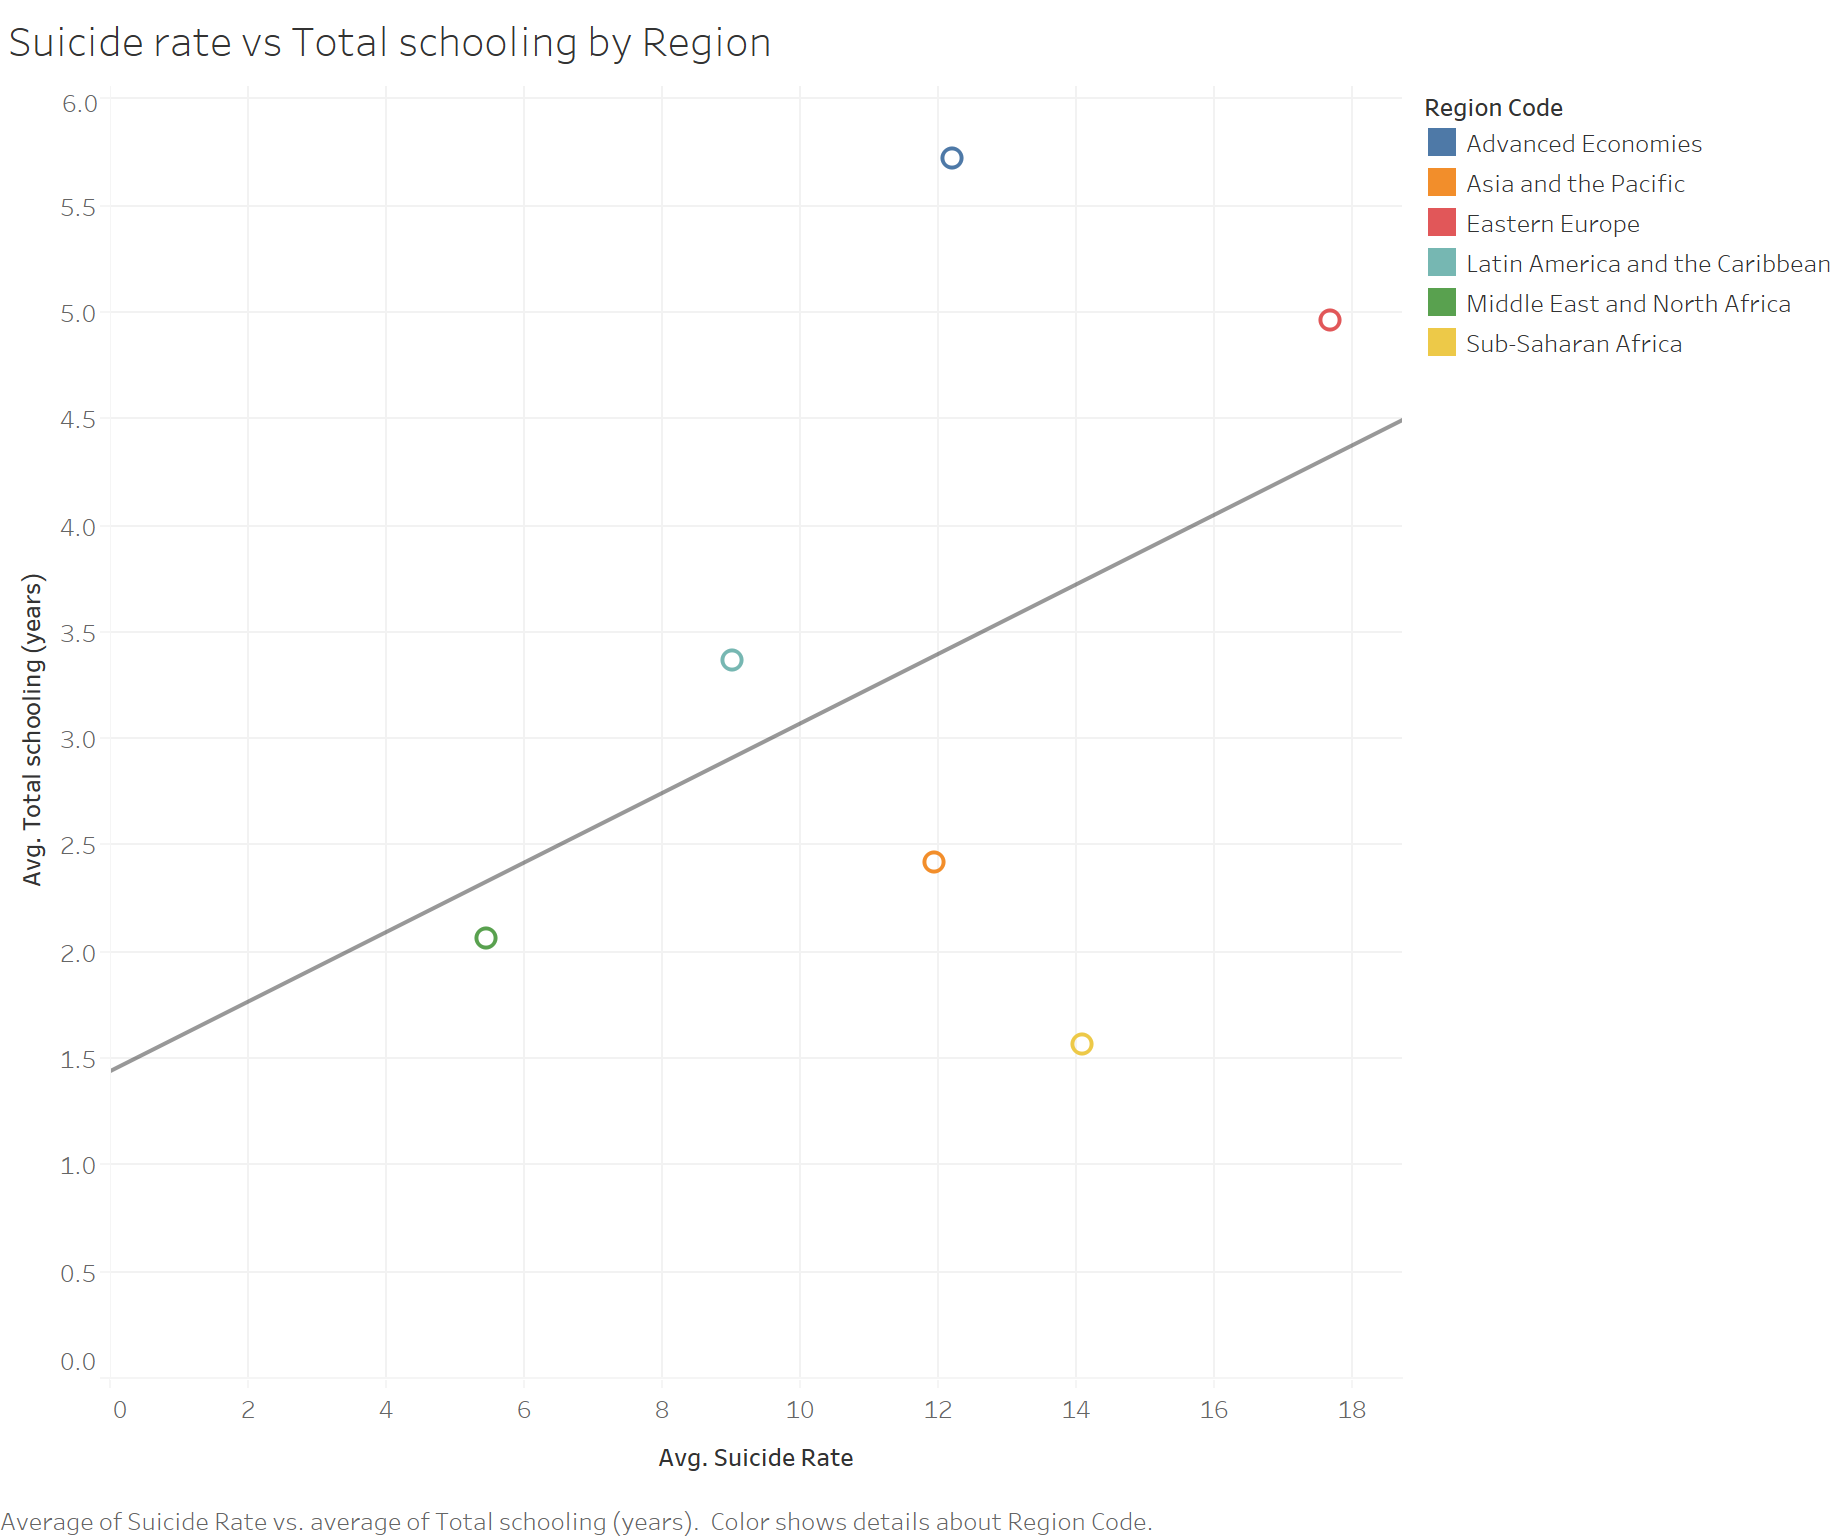 Suicide rate vs Total schooling by Region
6.0
5.5
5.0
4.5
4.0
3.5
3.0
2.5
2.0
1.5
1.0
0.5
0.0
Avg. Total schooling (years)
0 2 4 6 8 10 12 14 16 18
Avg. Suicide Rate
Region Code
Advanced Economies
Asia and the Pacific
Eastern Europe
Latin America and the Caribbean
Middle East and North Africa
Sub-Saharan Africa
Average of Suicide Rate vs. average of Total schooling (years).  Color shows details about Region Code.